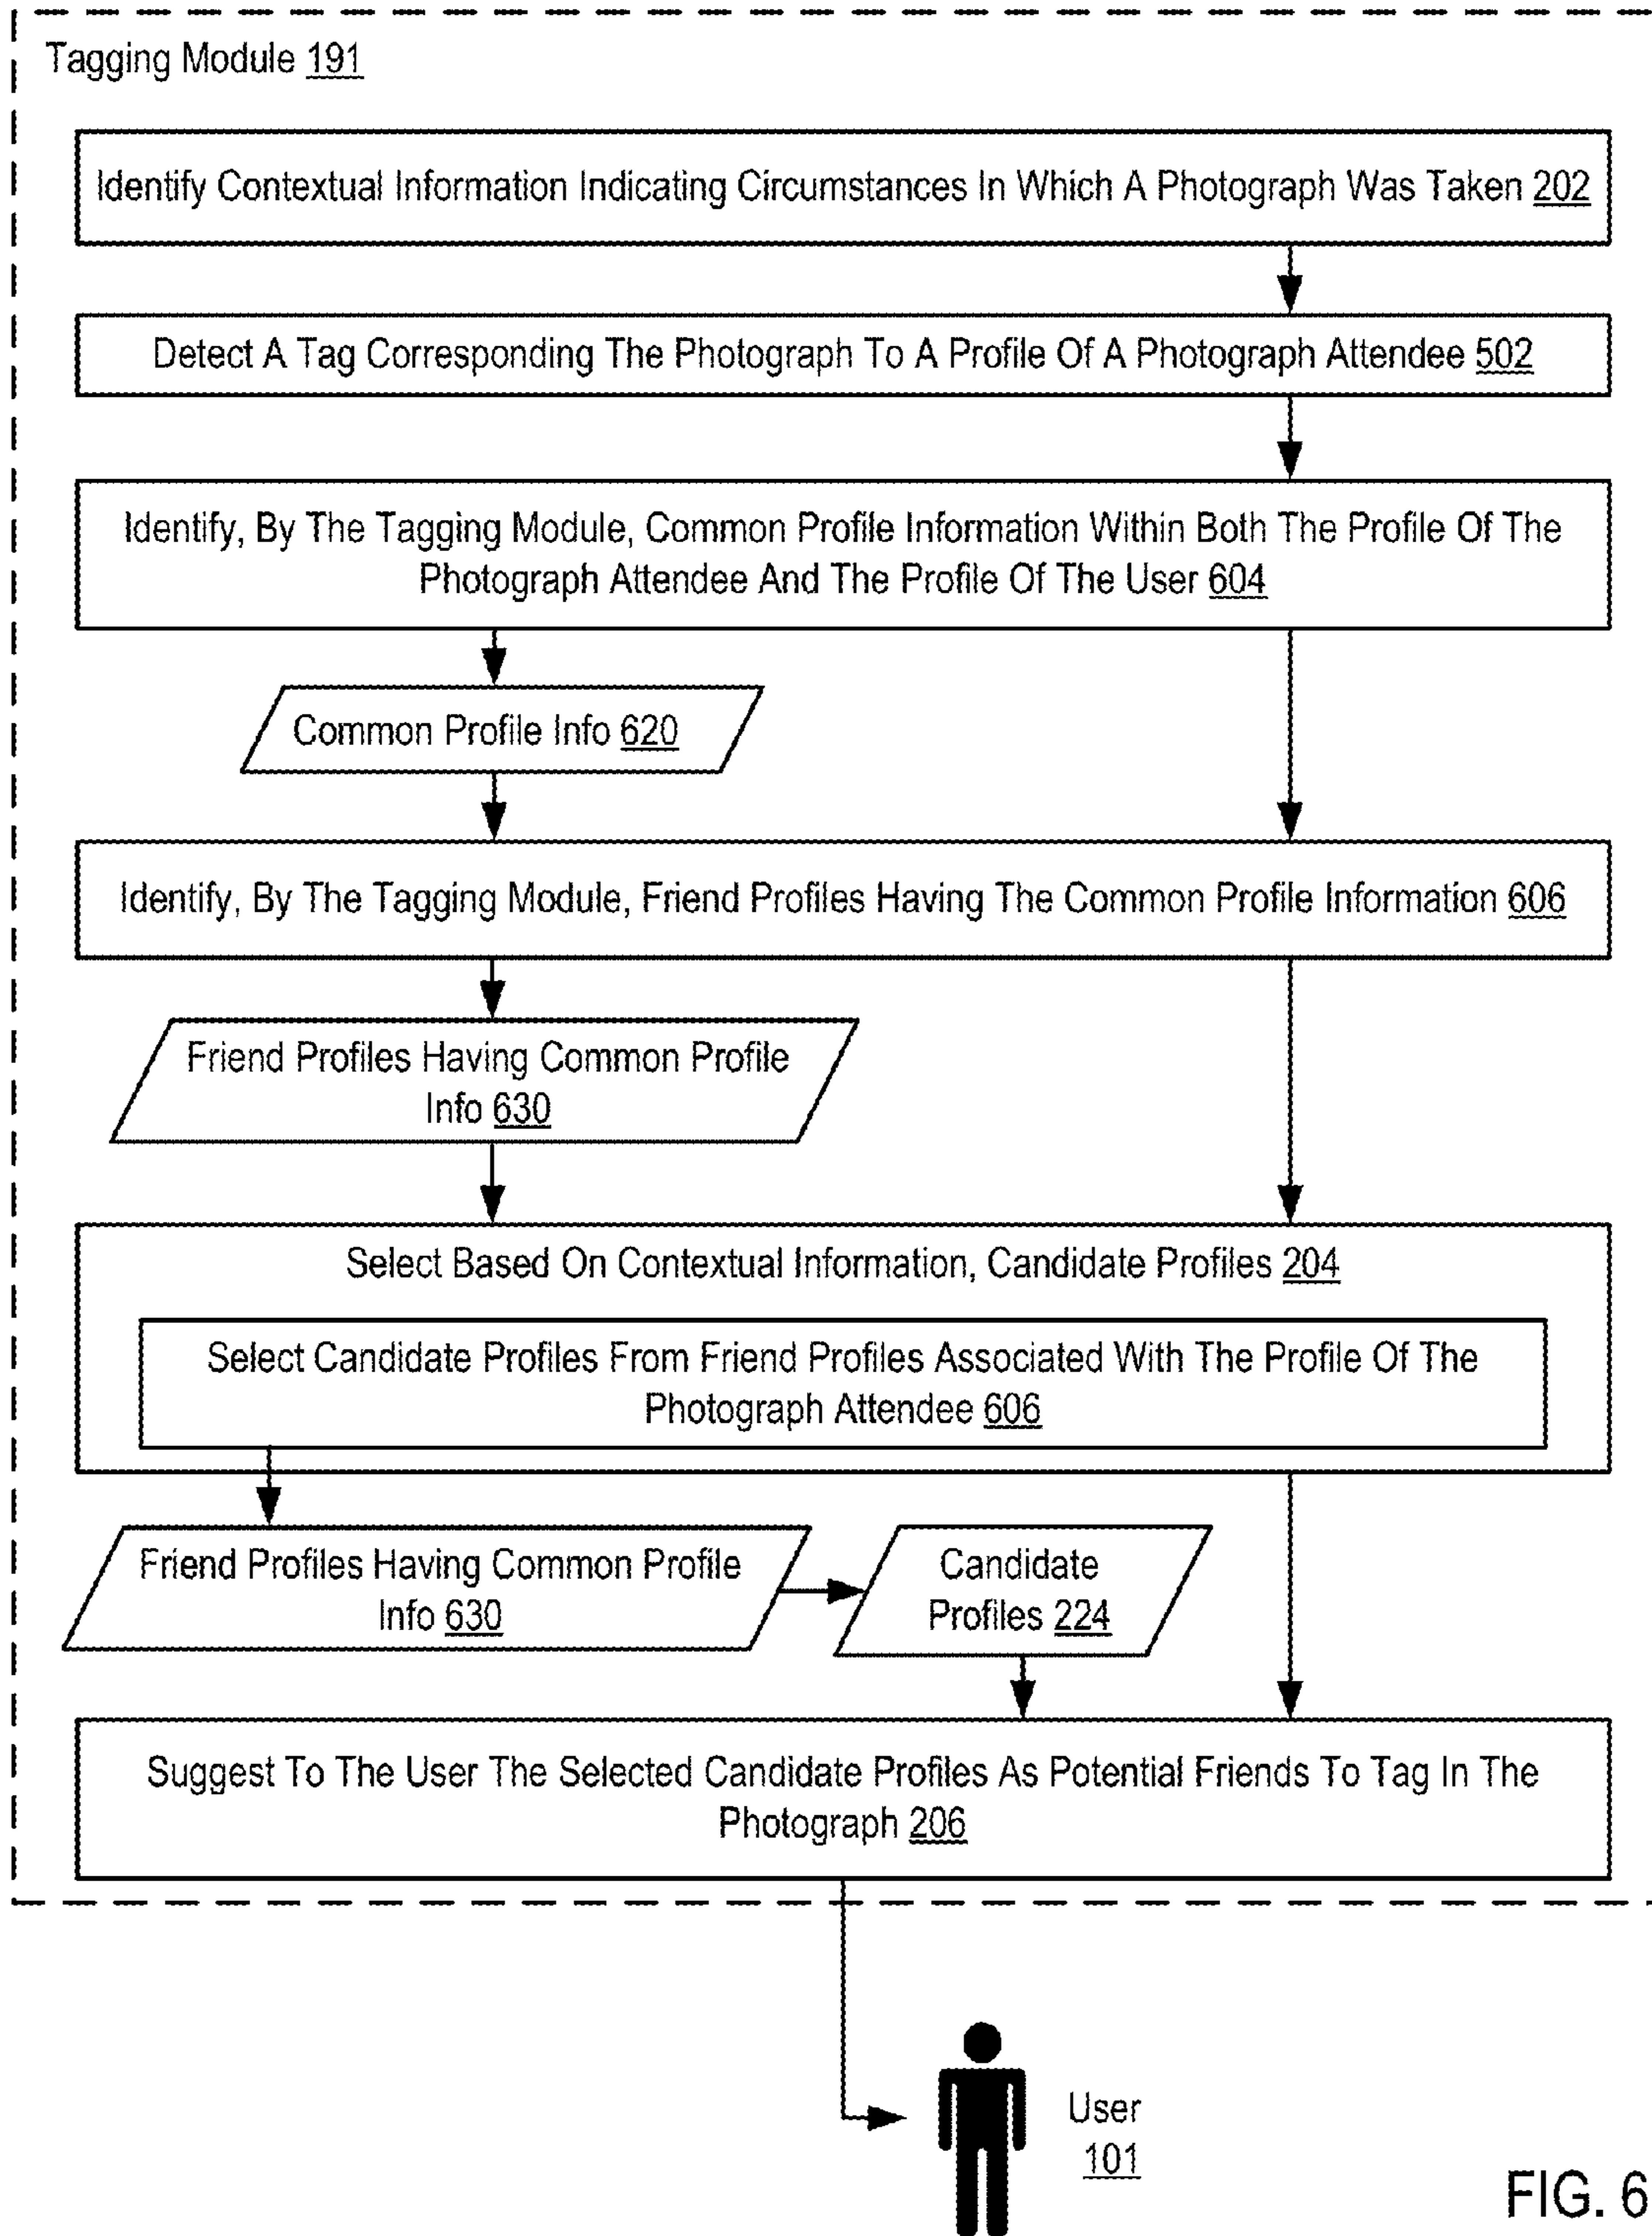 Tagging Module 191
Identify Contextual Information Indicating Circumstances In Which A Photograph Was Taken 202
Detect A Tag Corresponding The Photograph To A Profile Of A Photograph Attendee 502
Identify, By The Tagging Module, Common Profile Information Within Both The Profile Of The
Photograph Attendee And The Profile Of The User 604
Common Profile Info 620
Identify, By The Tagging Module, Friend Profiles Having The Common Profile Information 606
Friend Profiles Having Common Profile
Info 630
Select Based On Contextual Information, Candidate Profiles 204
Select Candidate Profiles From Friend Profiles Associated With The Profile Of The
Photograph Attendee 606
Friend Profiles Having Common Profile
Info 630
Candidate
Profiles 224
Suggest To The User The Selected Candidate Profiles As Potential Friends To Tag In The
Photograph 206
User
101
FIG. 6